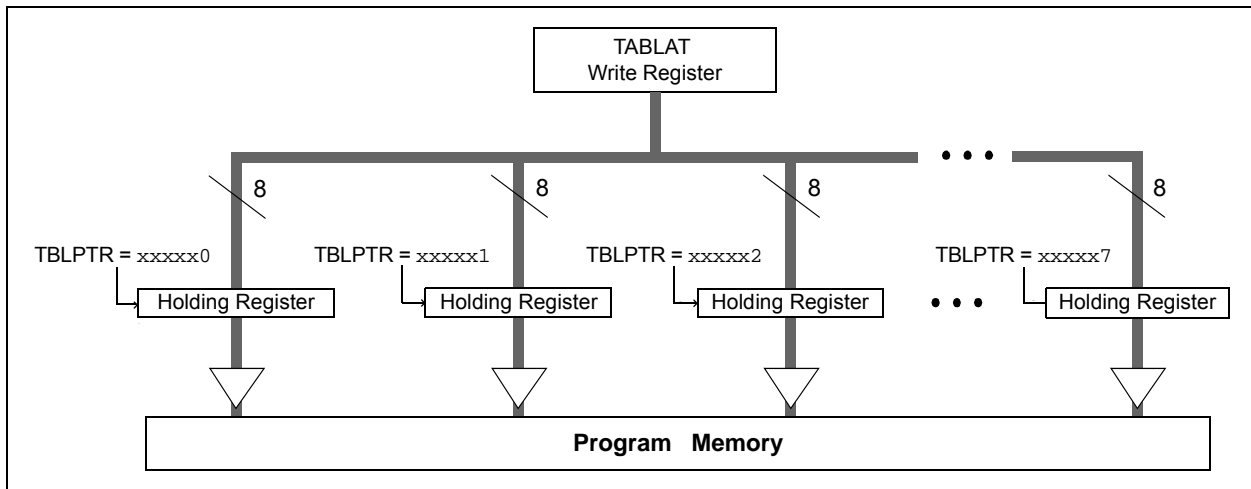 TABLAT
Write Register
• • •
8 8 8 8
TBLPTR = xxxxx0 TBLPTR = xxxxx1 TBLPTR = xxxxx2 TBLPTR = xxxxx7
Holding Register Holding Register Holding Register • • • Holding Register
Program Memory